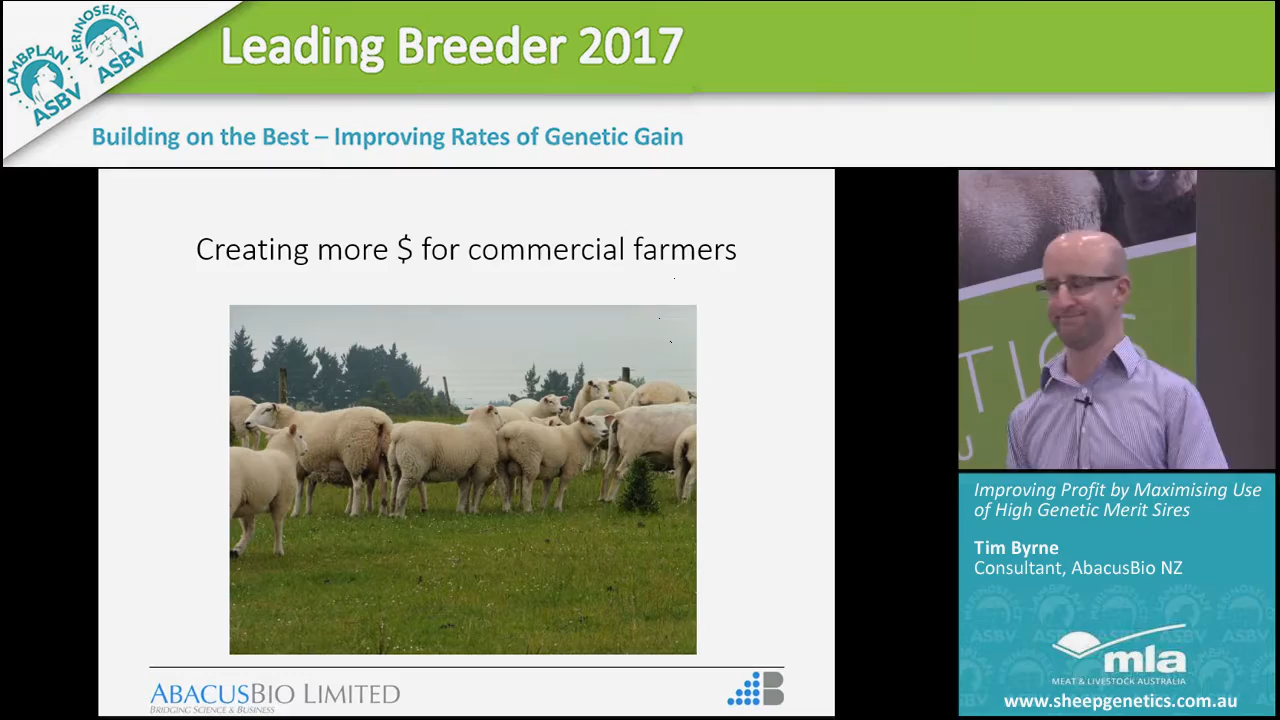 LAMBPLAN
ASBV
MERINOSELECT
ASBV
Leading Breeder 2017
Building on the Best – Improving Rates of Genetic Gain
Creating more $ for commercial farmers
ABACUSBIO LIMITED
BRIDGING SCIENCE & BUSINESS
B
TICS
U
Improving Profit by Maximising Use
of High Genetic Merit Sires
Tim Byrne
Consultant, AbacusBio NZ
mla
MEAT & LIVESTOCK AUSTRALIA
www.sheepgenetics.com.au